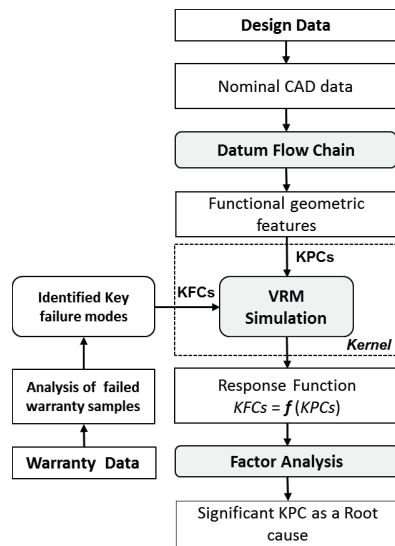 Design Data
Nominal CAD data
Datum Flow Chain
Functional geometric
features
KPCs
KFCs
Identified Key
failure modes
VRM
Simulation
Kernel
Analysis of failed
warranty samples
Response Function
KFCs = f (KPCs)
Warranty Data
Factor Analysis
Significant KPC as a Root
cause